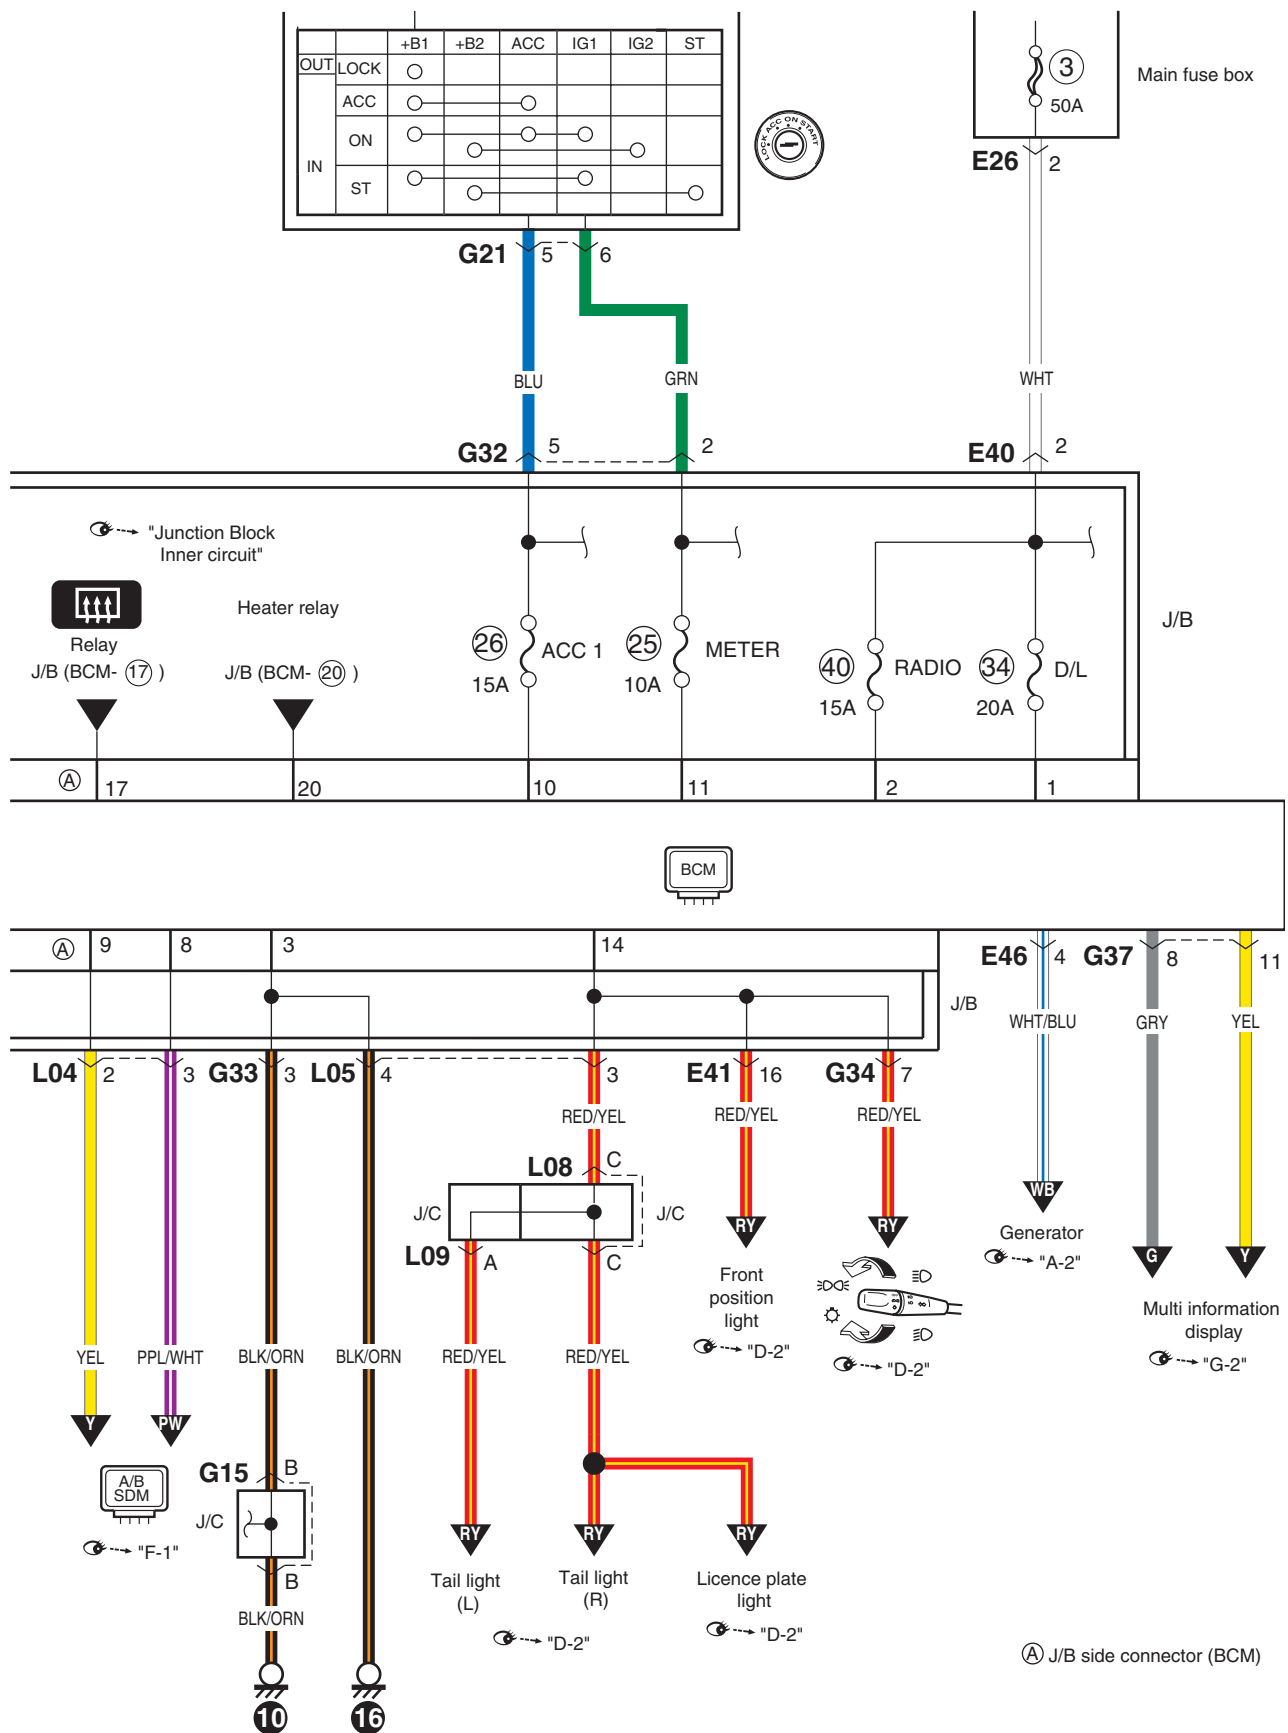 +B1 +B2 ACC IG1 IG2 ST
OUT LOCK
ACC
ON
IN
ST
LOCK ACC ON START
3
50A
Main fuse box
E26 2
G21 5 6
BLU GRN WHT
G32 5 2 E40 2
"Junction Block
Inner circuit"
Relay
J/B (BCM- 17 )
Heater relay
J/B (BCM- 20 )
26 ACC 1
15A
25 METER
10A
40 RADIO
15A
34 D/L
20A
J/B
A 17 20 10 11 2 1
BCM
A 9 8 3 14
J/B
E46 4 G37 8 11
WHT/BLU GRY YEL
L04 2 3 G33 3 L05 4 3 E41 16 G34 7
RED/YEL RED/YEL RED/YEL
L08 C
J/C J/C
L09 A C
RY RY
WB
Generator
"A-2"
G Y
Multi information
display
"G-2"
Front
position
light
"D-2"
"D-2"
YEL PPL/WHT BLK/ORN BLK/ORN RED/YEL RED/YEL
Y PW
A/B
SDM
"F-1"
G15 B
J/C
B
BLK/ORN
RY RY RY
Tail light
(L)
Tail light
(R)
"D-2"
Licence plate
light
"D-2"
A J/B side connector (BCM)
10 16